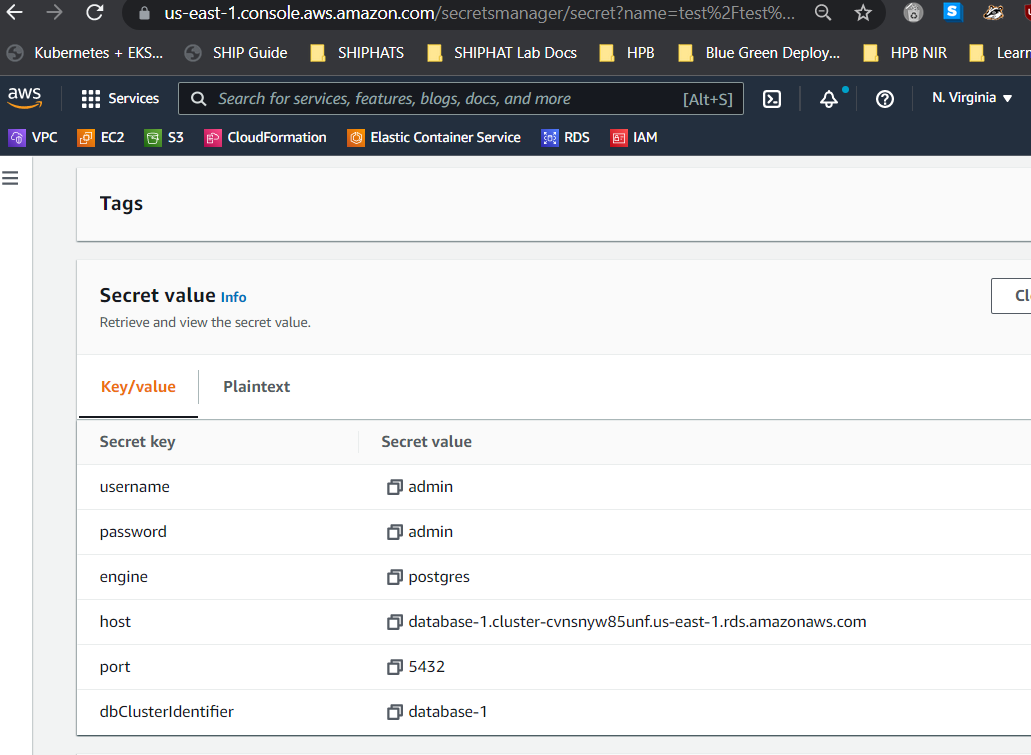 us-east-1.console.aws.amazon.com/secretsmanager/secret?name=test%2Ftest%...
Kubernetes + EKS... SHIP Guide SHIPHATS SHIPHAT Lab Docs HPB Blue Green Deploy... HPB NIR Learn
aws Services Search for services, features, blogs, docs, and more [Alt+S] N. Virginia
VPC EC2 S3 CloudFormation Elastic Container Service RDS IAM
Tags
Secret value Info
Cl
Retrieve and view the secret value.
Key/value Plaintext
Secret key Secret value
username admin
password admin
engine postgres
host database-1.cluster-cvnsnyw85unf.us-east-1.rds.amazonaws.com
port 5432
dbClusterIdentifier database-1